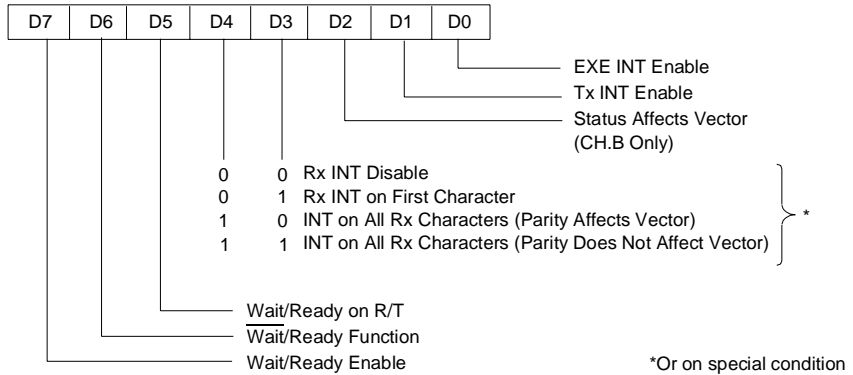 D7 D6 D5 D4 D3 D2 D1 D0
EXE INT Enable
Tx INT Enable
Status Affects Vector
(CH.B Only)
0 0 Rx INT Disable
0 1 Rx INT on First Character
1 0 INT on All Rx Characters (Parity Affects Vector)
1 1 INT on All Rx Characters (Parity Does Not Affect Vector)
*
Wait/Ready on R/T
Wait/Ready Function
Wait/Ready Enable
*Or on special condition